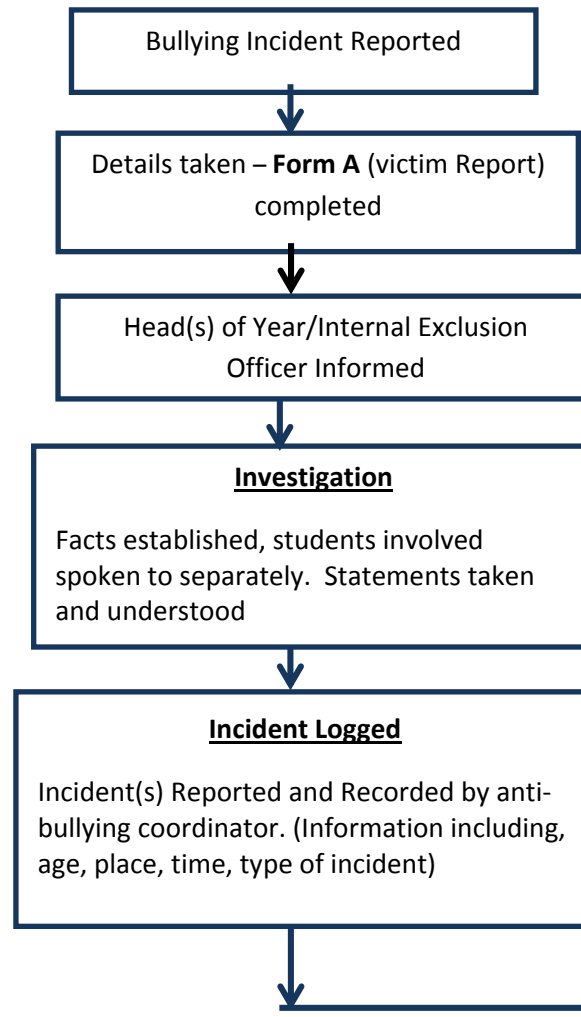 Bullying Incident Reported
Details taken – Form A (victim Report)
completed
Head(s) of Year/Internal Exclusion
Officer Informed
Investigation
Facts established, students involved
spoken to separately.  Statements taken
and understood
Incident Logged
Incident(s) Reported and Recorded by anti-
bullying coordinator. (Information including,
age, place, time, type of incident)